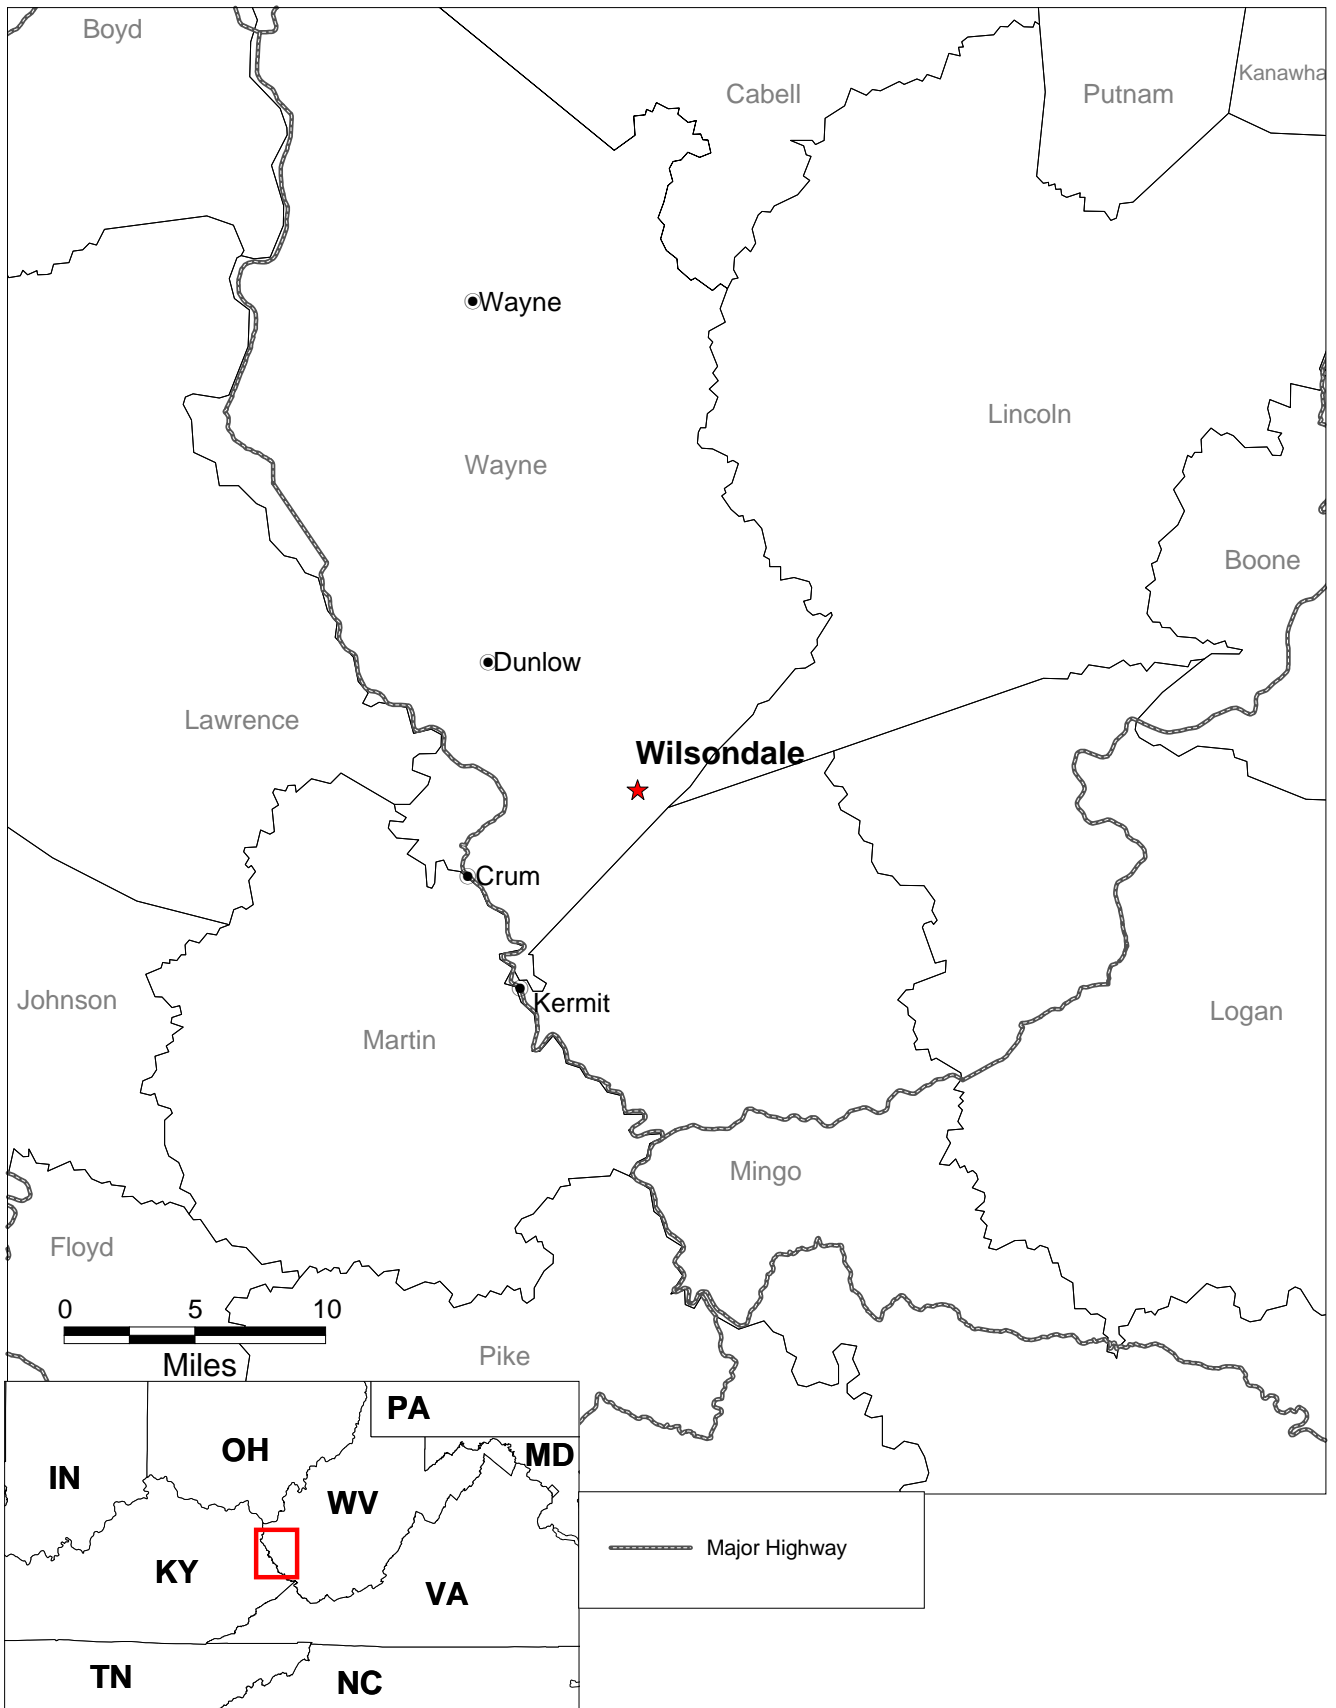 Boyd
Cabell
Putnam
Kanawha
Wayne
Lincoln
Wayne
Boone
Dunlow
Lawrence
Wilsondale
Crum
Johnson
Kermit
Logan
Martin
Mingo
Floyd
0 5 10
Miles
Pike
PA
OH
MD
IN
WV
KY
VA
TN
NC
Major Highway